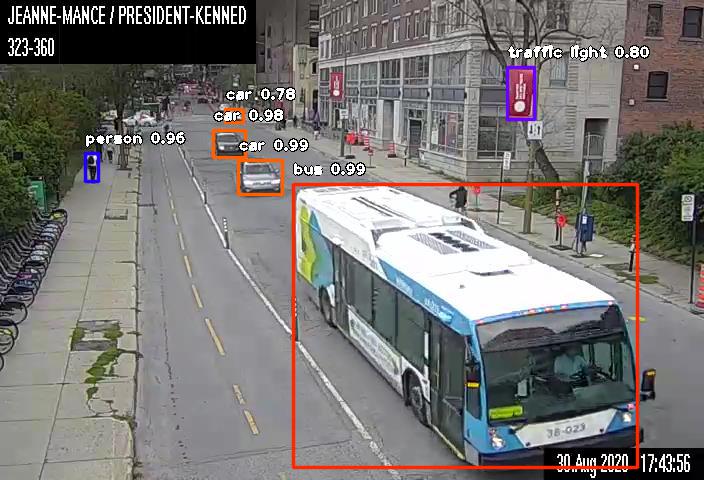 JEANNE-MANCE / PRESIDENT-KENNED
323-360
traffic light 0.80
car 0.78
car 0.98
person 0.96
car 0.99
bus 0.99
38-023
30 Aug 2020 17:43:56